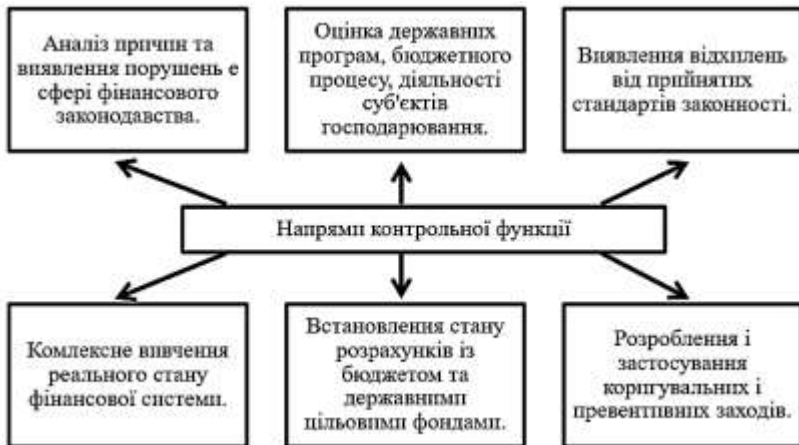 Аналіз причин та
виявлення порушень е
сфері фінансового
законодавства.
Оцінка державних
програм, бюджетного
процесу, діяльності
суб'єктів
господарювання.
Виявлення відхилень
від прийнятих
стандартів законності.
Напрями контрольної функції
Комлексне вивчення
реального стану
фінансової системи.
Встановлення стану
розрахунків із
бюджетом та
державними
цільовими фондами.
Розроблення і
застосування
коригувальних і
превентивних заходів.